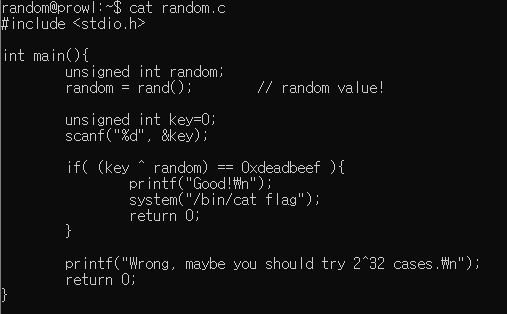 random@prowl:~$ cat random.c
#include <stdio.h>
int main(){
unsigned int random;
random = rand(); // random value!
unsigned int key=0;
scanf("%d", &key);
if( (key ^ random) == 0xdeadbeef ){
printf("Good!₩n");
system("/bin/cat flag");
return 0;
}
printf("Wrong, maybe you should try 2^32 cases.₩n");
return 0;
}